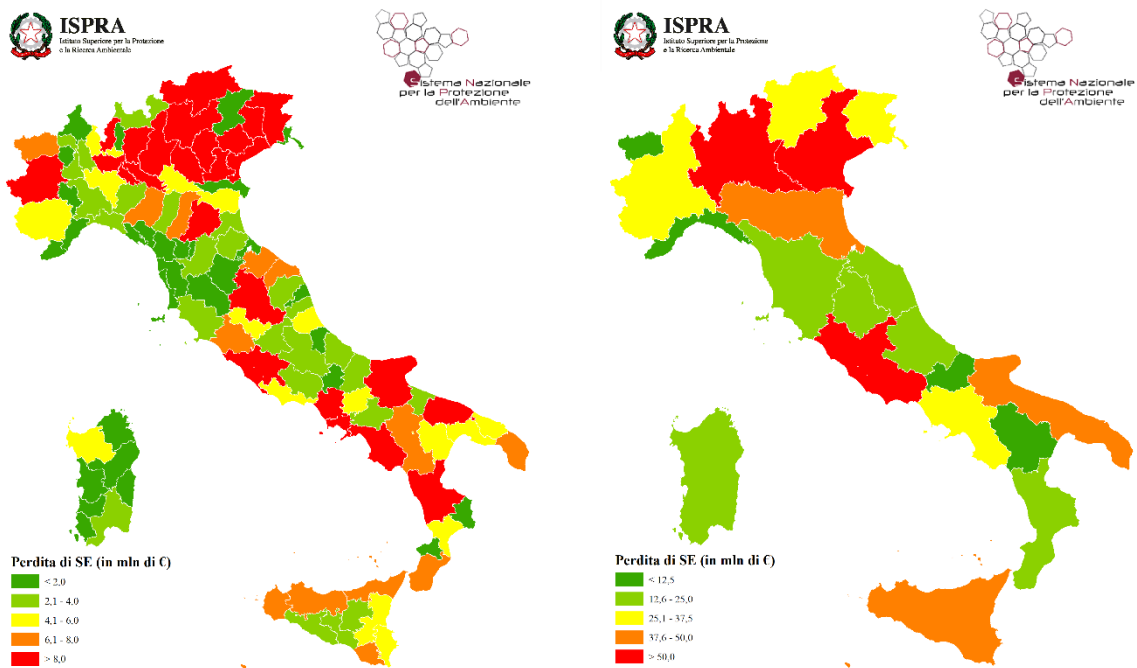 ISPRA
Istituto Superiore per la Protezione
e la Ricerca Ambientale
Sistema Nazionale
per la Protezione
dell'Ambiente
Perdita di SE (in mln di €)
< 2,0
2,1 - 4,0
4,1 - 6,0
6,1 - 8,0
> 8,0
ISPRA
Istituto Superiore per la Protezione
e la Ricerca Ambientale
Sistema Nazionale
per la Protezione
dell'Ambiente
Perdita di SE (in mln di €)
< 12,5
12,6 - 25,0
25,1 - 37,5
37,6 - 50,0
> 50,0